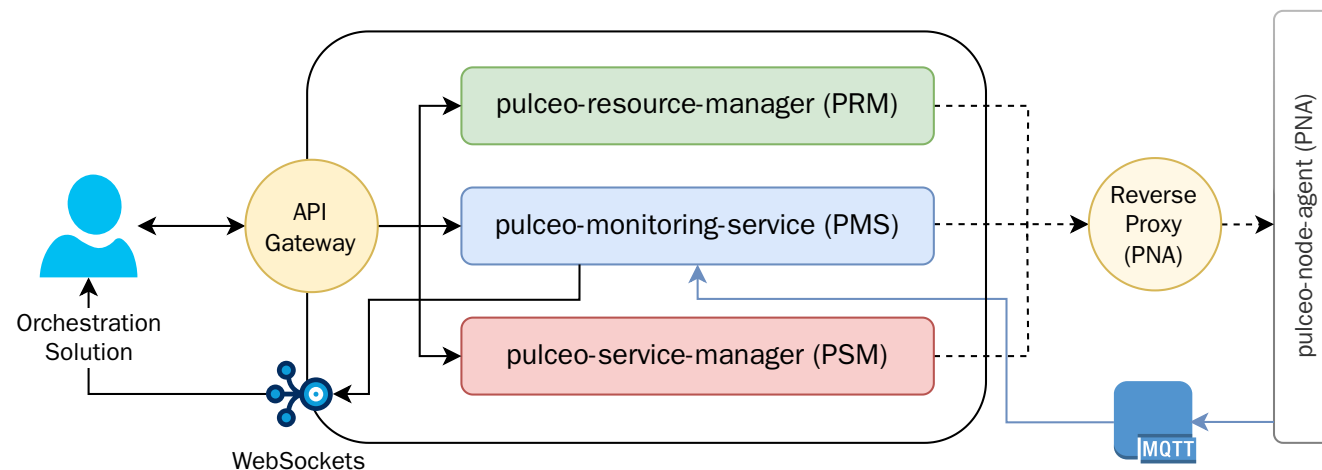 pulceo-resource-manager (PRM)
API
Gateway
pulceo-monitoring-service (PMS)
Reverse
Proxy
(PNA)
pulceo-node-agent (PNA)
Orchestration
Solution
pulceo-service-manager (PSM)
WebSockets
MQTT